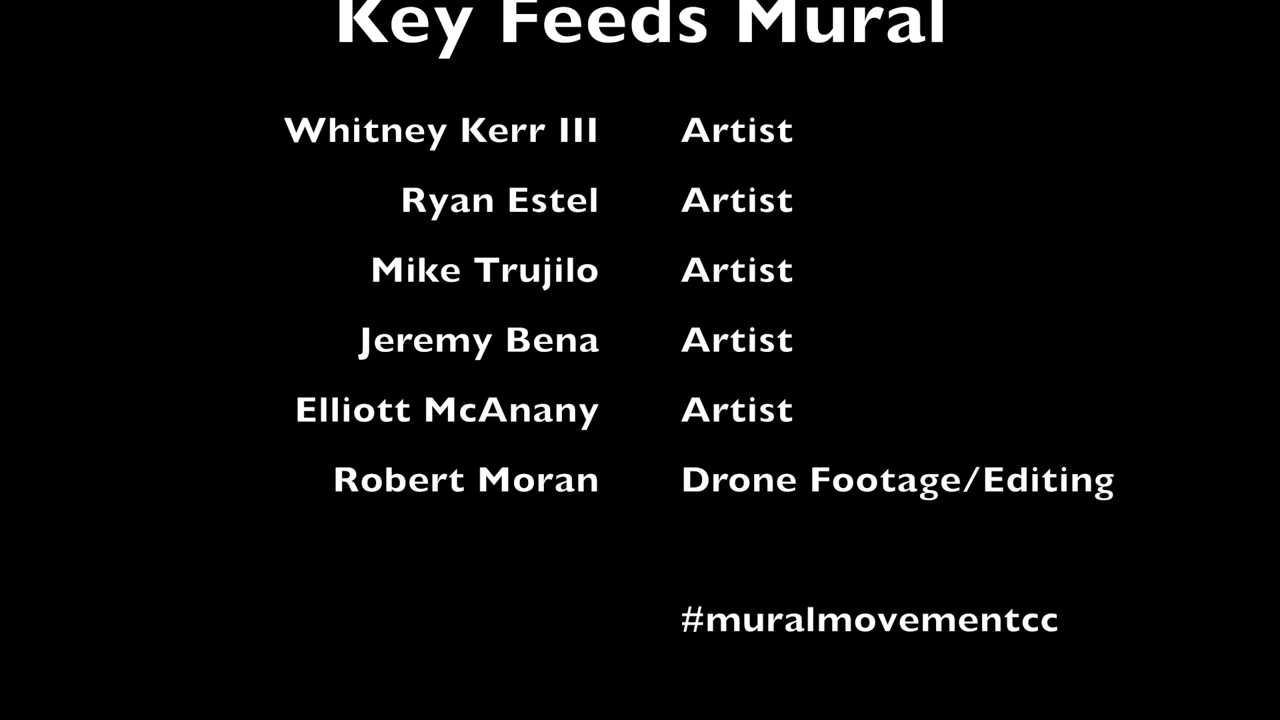 Key Feeds Mural
Whitney Kerr III Artist
Ryan Estel Artist
Mike Trujilo Artist
Jeremy Bena Artist
Elliott McAnany Artist
Robert Moran Drone Footage/Editing
#muralmovementcc